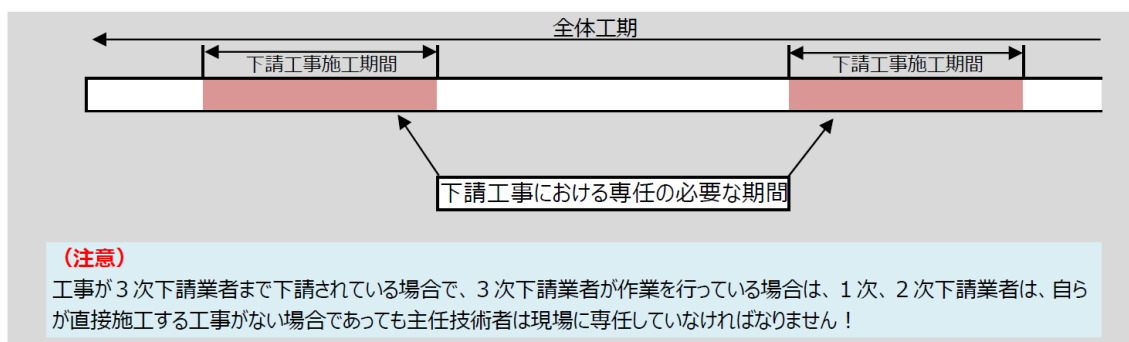 全体工期
下請工事施工期間
下請工事施工期間
下請工事における専任の必要な期間
（注意）
工事が３次下請業者まで下請されている場合で、３次下請業者が作業を行っている場合は、１次、２次下請業者は、自ら
が直接施工する工事がない場合であっても主任技術者は現場に専任していなければなりません！